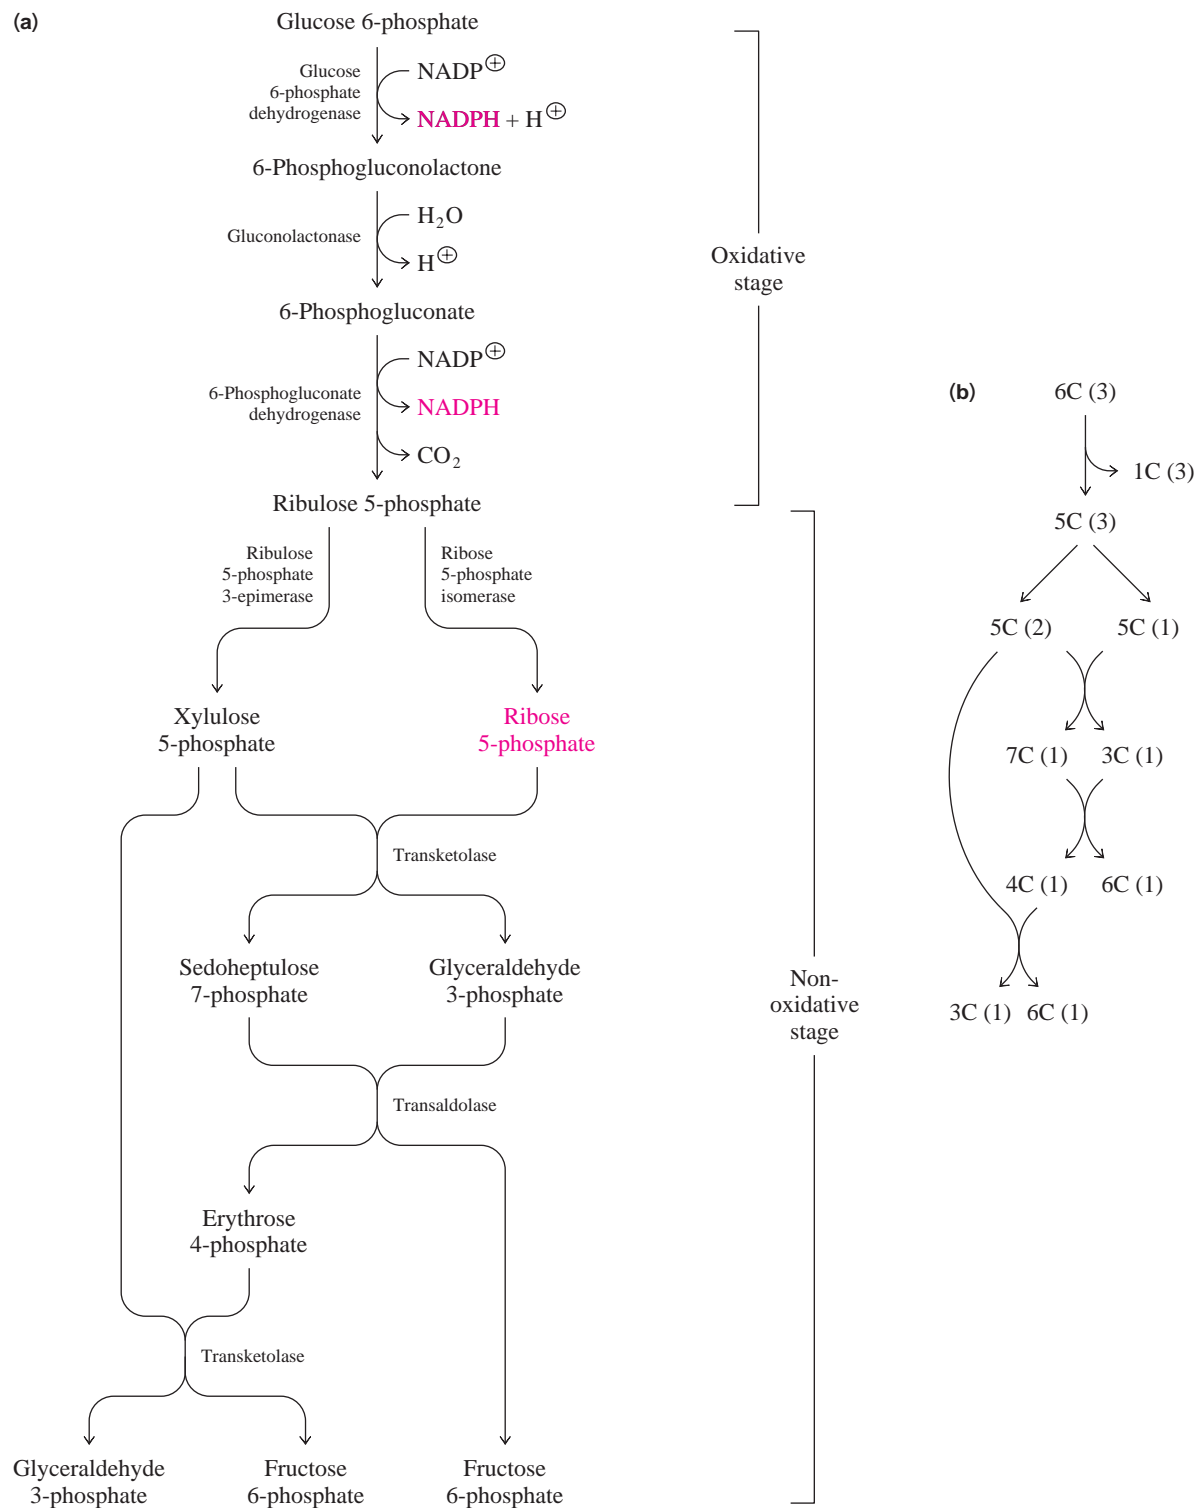 (a)
Glucose 6-phosphate
Glucose
6-phosphate
dehydrogenase
NADP⊕
NADPH + H⊕
6-Phosphogluconolactone
Gluconolactonase
H₂O
H⊕
6-Phosphogluconate
6-Phosphogluconate
dehydrogenase
NADP⊕
NADPH
CO₂
Ribulose 5-phosphate
Oxidative
stage
Ribulose
5-phosphate
3-epimerase
Ribose
5-phosphate
isomerase
Xylulose
5-phosphate
Ribose
5-phosphate
Transketolase
Sedoheptulose
7-phosphate
Glyceraldehyde
3-phosphate
Transaldolase
Erythrose
4-phosphate
Transketolase
Glyceraldehyde
3-phosphate
Fructose
6-phosphate
Fructose
6-phosphate
Non-
oxidative
stage
(b)
6C (3)
1C (3)
5C (3)
5C (2) 5C (1)
7C (1) 3C (1)
4C (1) 6C (1)
3C (1) 6C (1)